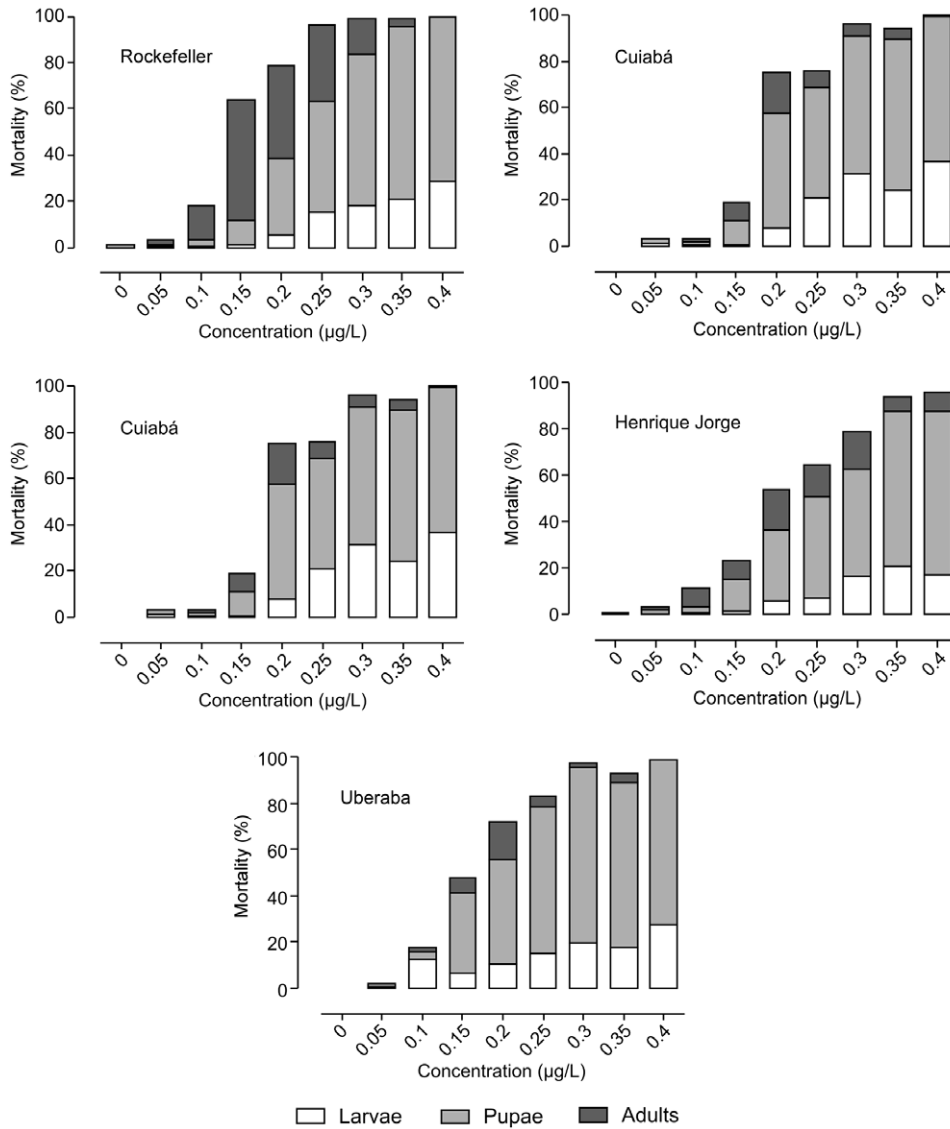 Rockefeller
Mortality (%)
100
80
60
40
20
0
0 0.05 0.1 0.15 0.2 0.25 0.3 0.35 0.4
Concentration (µg/L)
Cuiabá
Mortality (%)
100
80
60
40
20
0
0 0.05 0.1 0.15 0.2 0.25 0.3 0.35 0.4
Concentration (µg/L)
Cuiabá
Mortality (%)
100
80
60
40
20
0
0 0.05 0.1 0.15 0.2 0.25 0.3 0.35 0.4
Concentration (µg/L)
Henrique Jorge
Mortality (%)
100
80
60
40
20
0
0 0.05 0.1 0.15 0.2 0.25 0.3 0.35 0.4
Concentration (µg/L)
Uberaba
Mortality (%)
100
80
60
40
20
0
0 0.05 0.1 0.15 0.2 0.25 0.3 0.35 0.4
Concentration (µg/L)
Larvae Pupae Adults